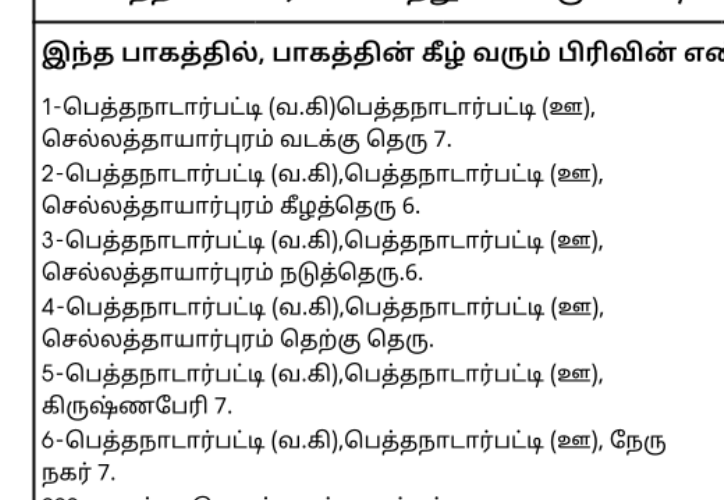 இந்த பாகத்தில், பாகத்தின் கீழ் வரும் பிரிவின்
1-பெத்தநாடார்பட்டி (வ.கி)பெத்தநாடார்பட்டி (ஊ),
செல்லத்தாயார்புரம் வடக்கு தெரு 7.
2-பெத்தநாடார்பட்டி (வ.கி),பெத்தநாடார்பட்டி (ஊ),
செல்லத்தாயார்புரம் கீழத்தெரு 6.
3-பெத்தநாடார்பட்டி (வ.கி),பெத்தநாடார்பட்டி (ஊ),
செல்லத்தாயார்புரம் நடுத்தெரு.6.
4-பெத்தநாடார்பட்டி (வ.கி),பெத்தநாடார்பட்டி (ஊ),
செல்லத்தாயார்புரம் தெற்கு தெரு.
5-பெத்தநாடார்பட்டி (வ.கி),பெத்தநாடார்பட்டி (ஊ),
கிருஷ்ணபேரி 7.
6-பெத்தநாடார்பட்டி (வ.கி),பெத்தநாடார்பட்டி (ஊ), நேரு
நகர் 7.